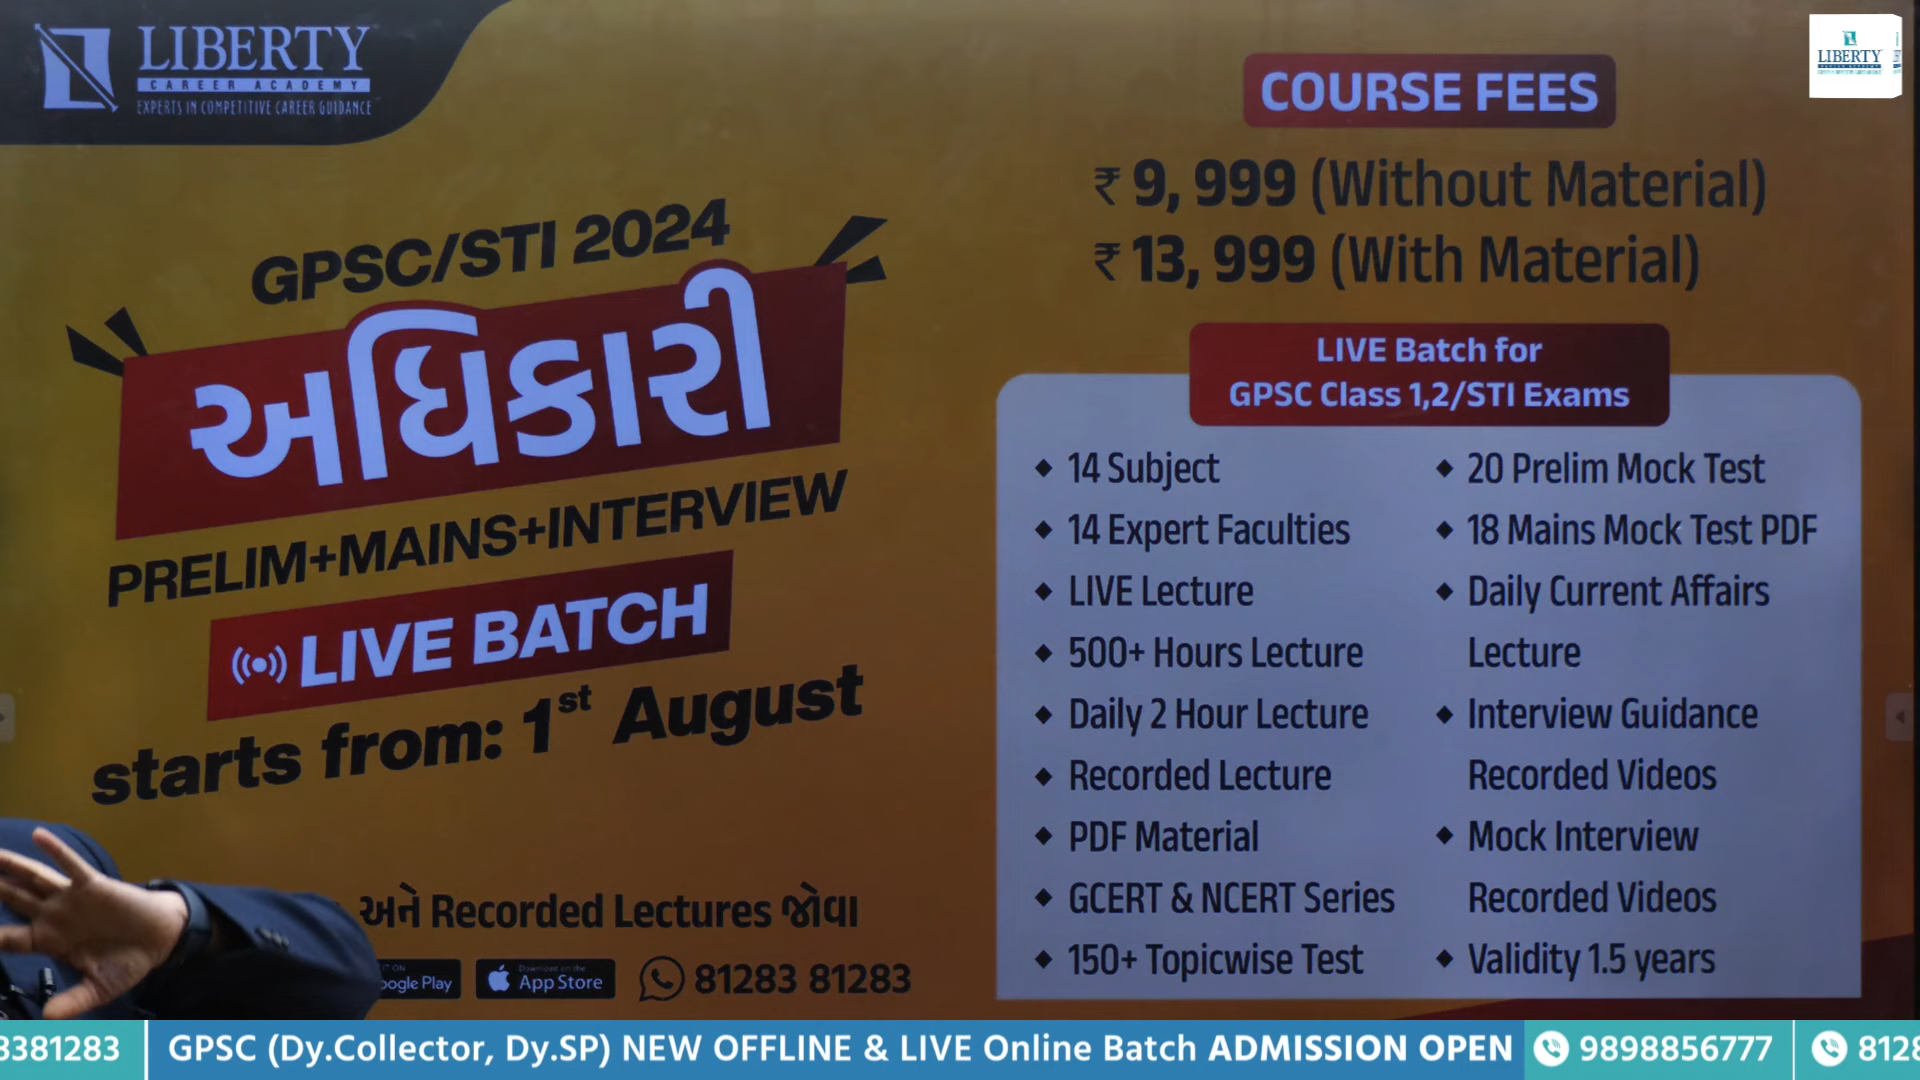 LIBERTY
CAREER ACADEMY
EXPERTS IN COMPETITIVE CAREER GUIDANCE
GPSC/STI 2024
અધિકારી
PRELIM+MAINS+INTERVIEW
LIVE BATCH
starts from: 1st August
અને Recorded Lectures જોવા
Google Play
Download on the
App Store
81283 81283
COURSE FEES
₹ 9, 999 (Without Material)
₹ 13, 999 (With Material)
LIVE Batch for
GPSC Class 1,2/STI Exams
14 Subject
14 Expert Faculties
LIVE Lecture
500+ Hours Lecture
Daily 2 Hour Lecture
Recorded Lecture
PDF Material
GCERT & NCERT Series
150+ Topicwise Test
20 Prelim Mock Test
18 Mains Mock Test PDF
Daily Current Affairs
Lecture
Interview Guidance
Recorded Videos
Mock Interview
Recorded Videos
Validity 1.5 years
LIBERTY
3381283 GPSC (Dy.Collector, Dy.SP) NEW OFFLINE & LIVE Online Batch ADMISSION OPEN 9898856777 8128